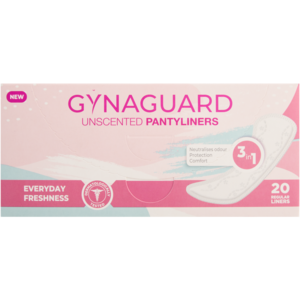 NEW
GYNAGUARD
UNSCENTED PANTYLINERS
Neutralises odour
Protection
Comfort
3 in 1
EVERYDAY
FRESHNESS
20
REGULAR
LINERS